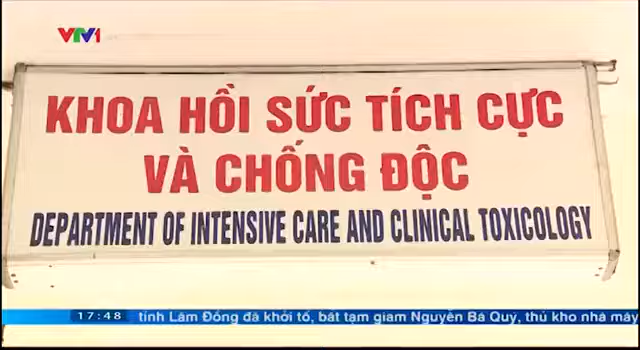 VTV1
KHOA HỒI SỨC TÍCH CỰC
VÀ CHỐNG ĐỘC
DEPARTMENT OF INTENSIVE CARE AND CLINICAL TOXICOLOGY
17:48 tỉnh Lâm Đồng đã khởi tố, bắt tạm giam Nguyễn Bá Quý, thủ kho nhà máy